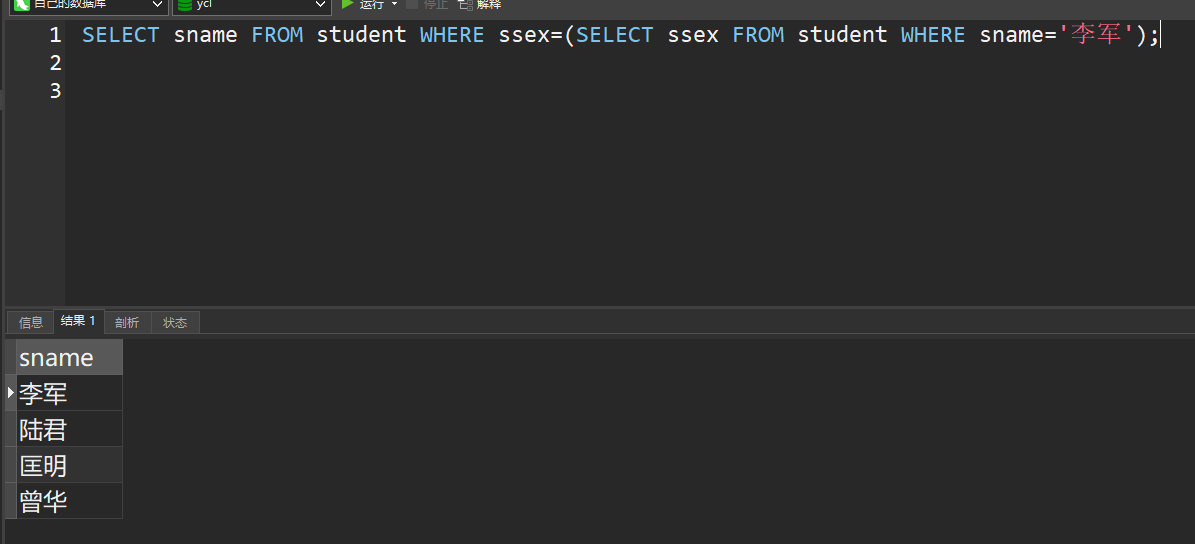 自己的数据库 ycl 运行 停止 解释
1 SELECT sname FROM student WHERE ssex=(SELECT ssex FROM student WHERE sname='李军');
2
3
信息 结果 1 剖析 状态
sname
李军
陆君
匡明
曾华